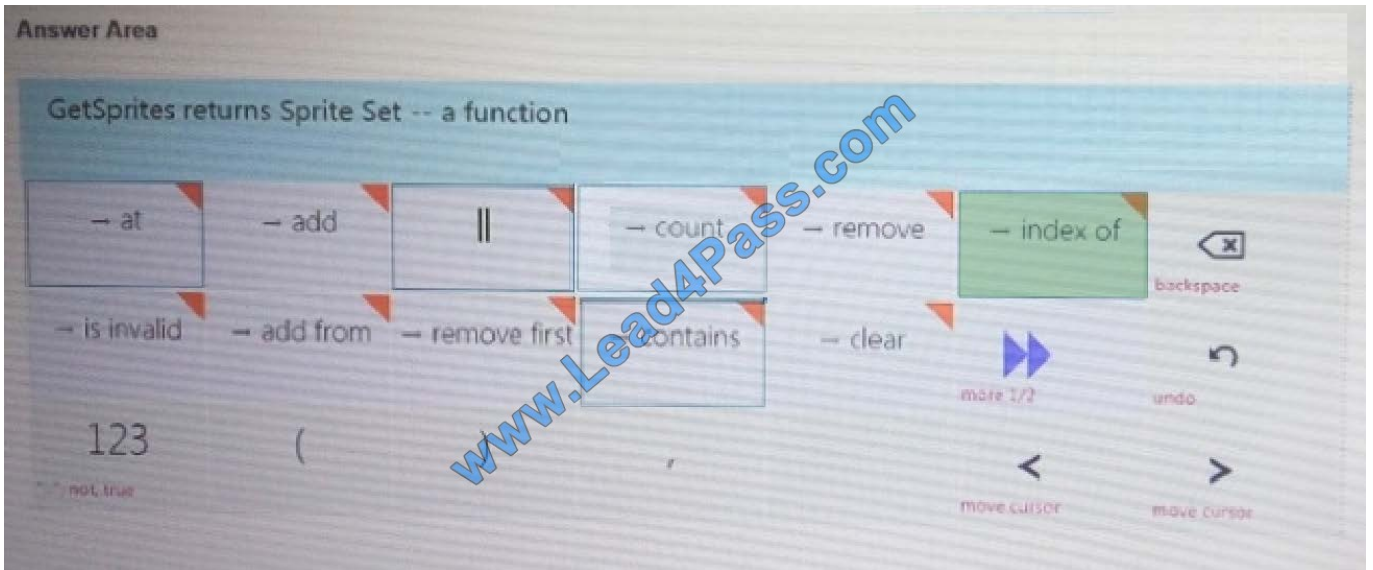 Answer Area
GetSprites returns Sprite Set -- a function
→ at → add || → count → remove → index of
backspace
→ is invalid → add from → remove first → contains → clear
more 1/2 undo
123 ( ) ,
not, true
< >
move cursor move cursor
www.Lead4Pass.com